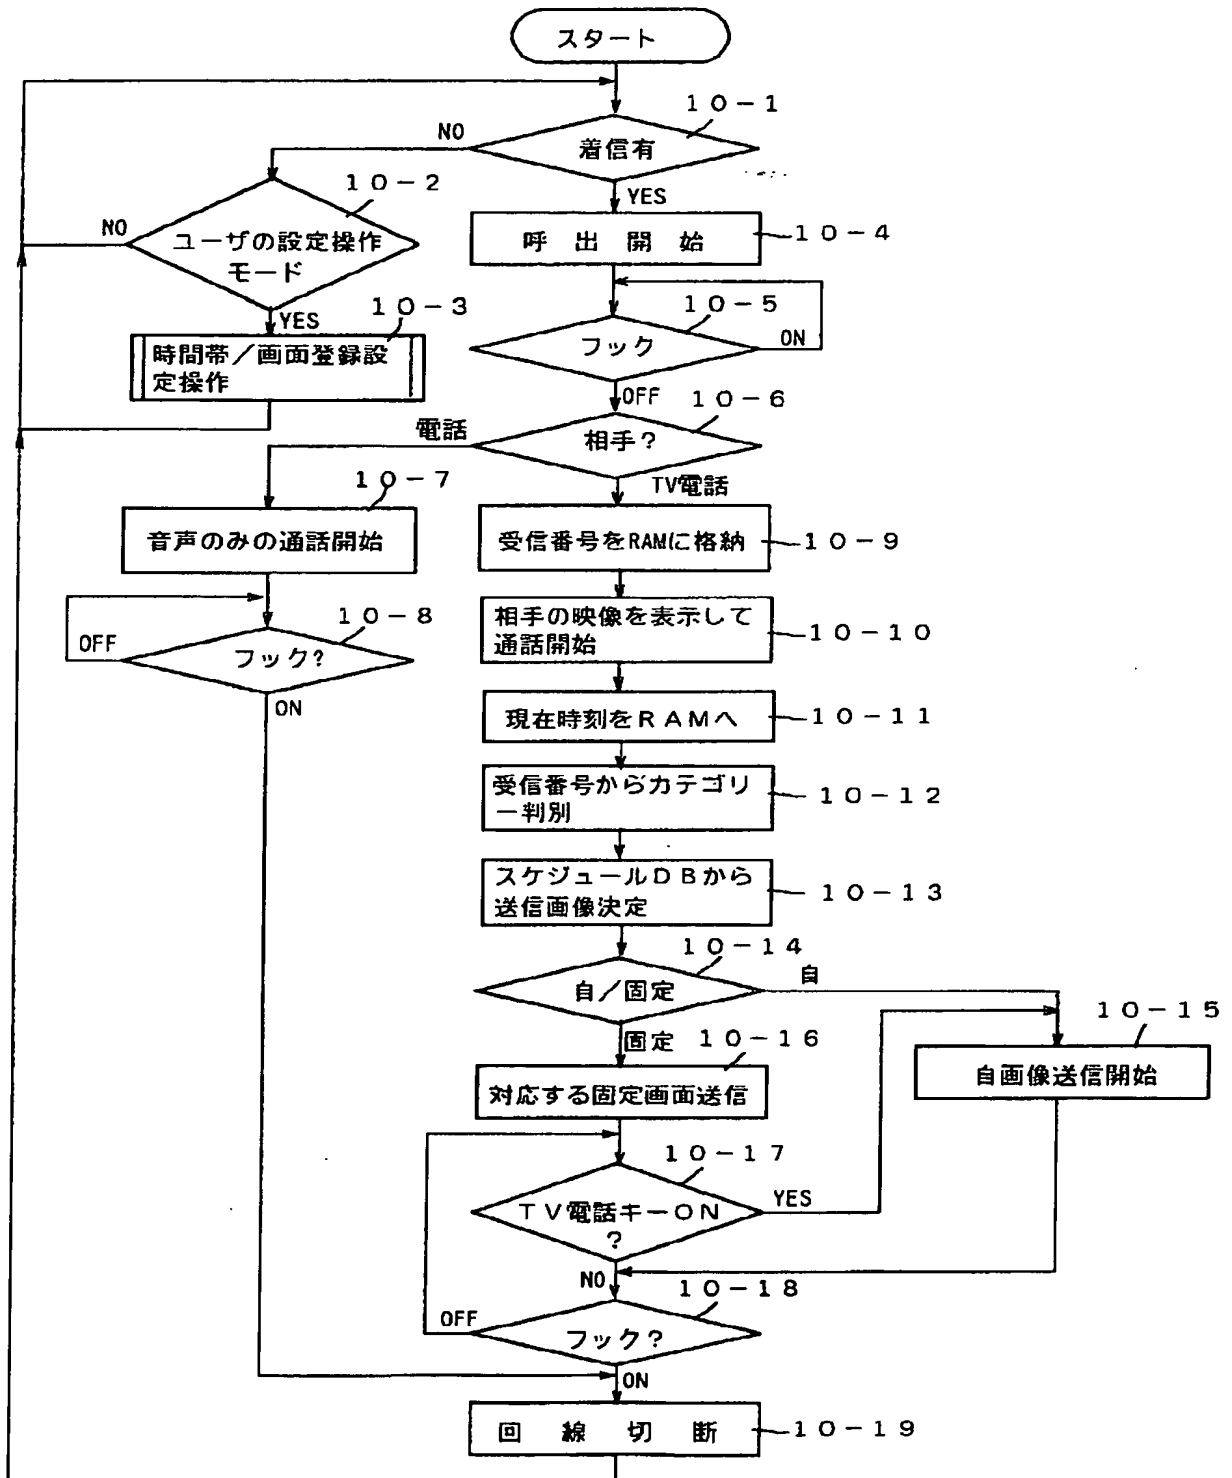 スタート
10-1
NO
着信有
YES
10-2
NO
ユーザの設定操作
モード
YES
10-3
時間帯/画面登録設
定操作
呼出開始
10-4
10-5
フック
ON
OFF
10-6
相手?
電話
TV電話
10-7
音声のみの通話開始
10-8
OFF
フック?
ON
受信番号をRAMに格納
10-9
相手の映像を表示して
通話開始
10-10
現在時刻をRAMへ
10-11
受信番号からカテゴリ
ー判別
10-12
スケジュールDBから
送信画像決定
10-13
10-14
自/固定
自
固定
10-15
自画像送信開始
10-16
対応する固定画面送信
10-17
TV電話キーON
?
YES
NO
10-18
OFF
フック?
ON
回線切断
10-19